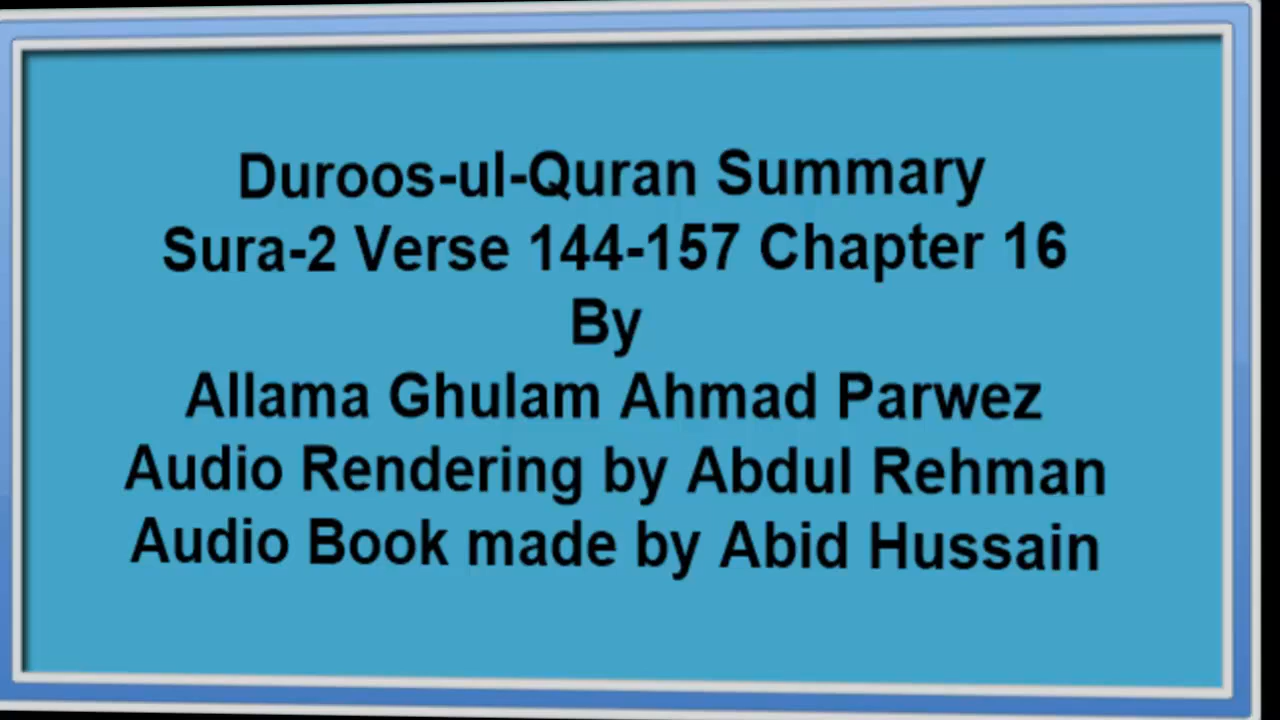 Duroos-ul-Quran Summary
Sura-2 Verse 144-157 Chapter 16
By
Allama Ghulam Ahmad Parwez
Audio Rendering by Abdul Rehman
Audio Book made by Abid Hussain